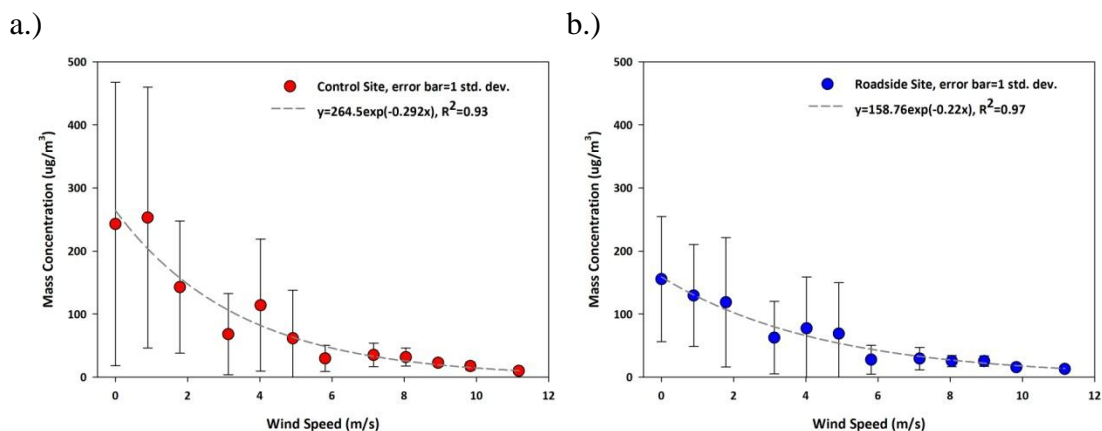 a.)
b.)
500
400
300
200
100
0
Mass Concentration (ug/m³)
Control Site, error bar=1 std. dev.
y=264.5exp(-0.292x), R²=0.93
0 2 4 6 8 10 12
Wind Speed (m/s)
500
400
300
200
100
0
Mass Concentration (ug/m³)
Roadside Site, error bar=1 std. dev.
y=158.76exp(-0.22x), R²=0.97
0 2 4 6 8 10 12
Wind Speed (m/s)